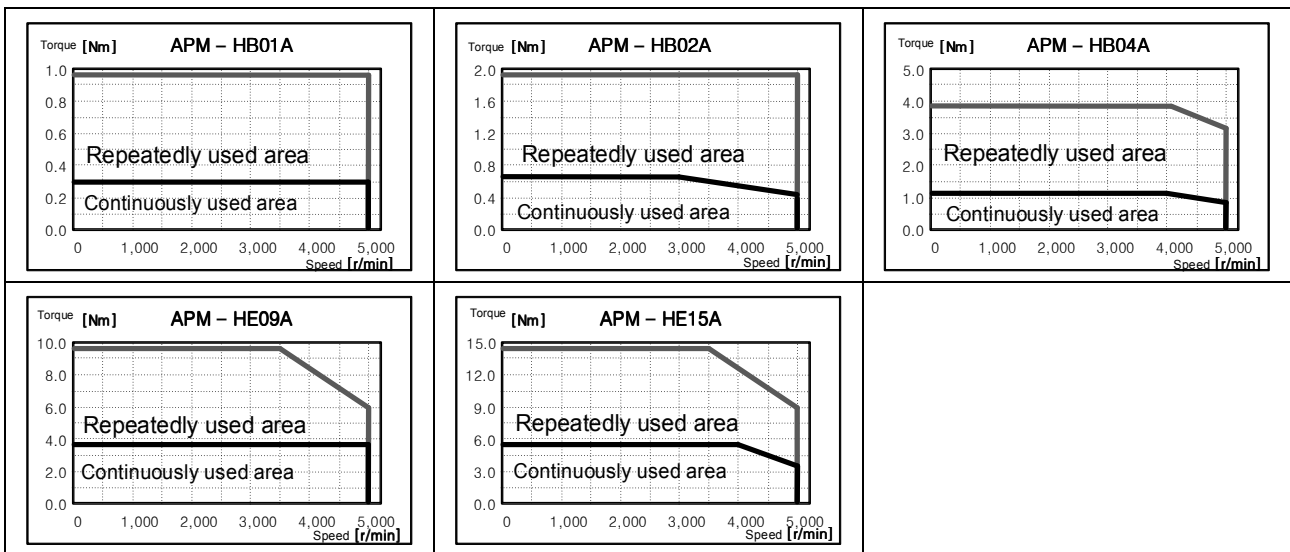 Torque [Nm] APM – HB01A
1.0
0.8
0.6
0.4
0.2
0.0
Repeatedly used area
Continuously used area
0 1,000 2,000 3,000 4,000 5,000
Speed [r/min]
Torque [Nm] APM – HB02A
2.0
1.6
1.2
0.8
0.4
0.0
Repeatedly used area
Continuously used area
0 1,000 2,000 3,000 4,000 5,000
Speed [r/min]
Torque [Nm] APM – HB04A
5.0
4.0
3.0
2.0
1.0
0.0
Repeatedly used area
Continuously used area
0 1,000 2,000 3,000 4,000 5,000
Speed [r/min]
Torque [Nm] APM – HE09A
10.0
8.0
6.0
4.0
2.0
0.0
Repeatedly used area
Continuously used area
0 1,000 2,000 3,000 4,000 5,000
Speed [r/min]
Torque [Nm] APM – HE15A
15.0
12.0
9.0
6.0
3.0
0.0
Repeatedly used area
Continuously used area
0 1,000 2,000 3,000 4,000 5,000
Speed [r/min]